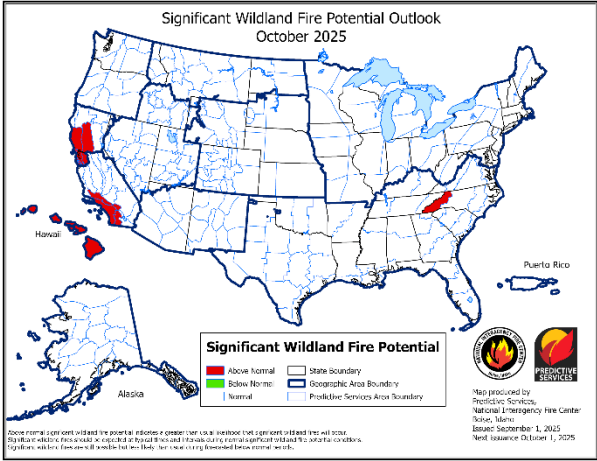 Significant Wildland Fire Potential Outlook
October 2025
Hawaii
Puerto Rico
Alaska
Significant Wildland Fire Potential
Above Normal
Below Normal
Normal
State Boundary
Geographic Area Boundary
Predictive Services Area Boundary
NATIONAL INTERAGENCY FIRE CENTER
PREDICTIVE
SERVICES
Map produced by
Predictive Services,
National Interagency Fire Center
Boise, Idaho
Issued September 1, 2025
Next issuance October 1, 2025
Above normal significant wildland fire potential indicates a greater than usual likelihood that significant wildland fires will occur.
Significant wildland fires should be expected at typical times and intervals during normal significant wildland fire potential conditions.
Significant wildland fires are still possible but less likely than usual during forecasted below normal periods.